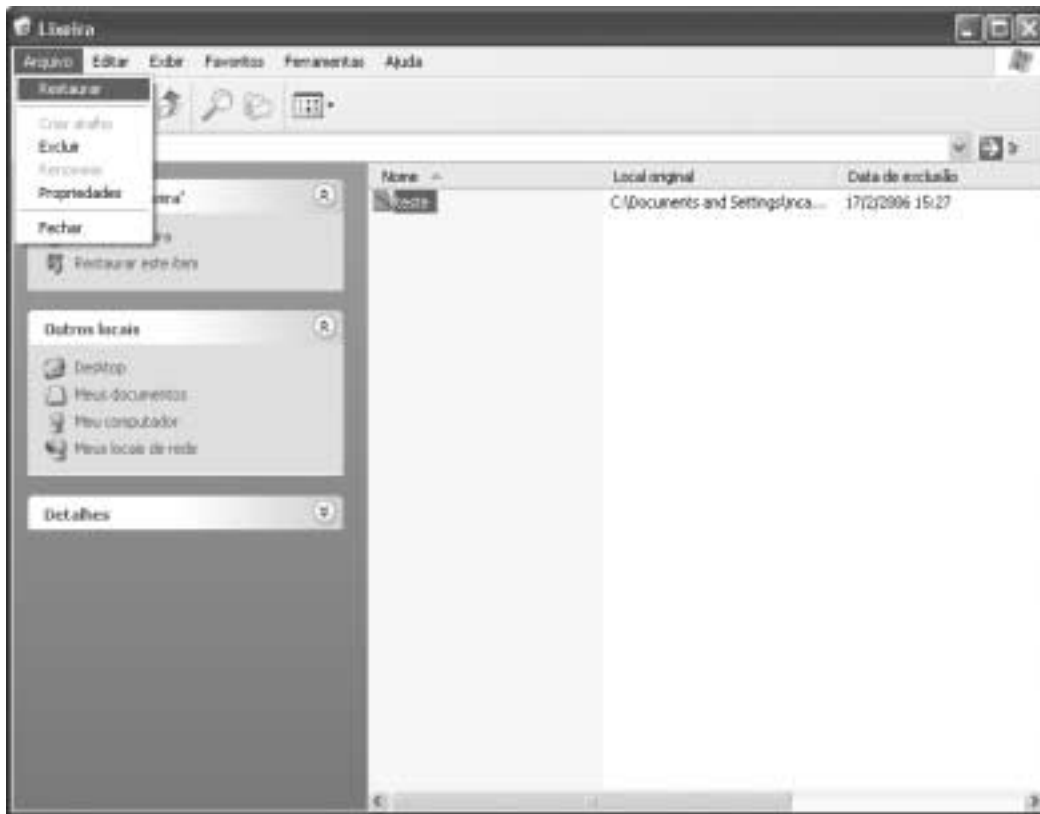 Lixeira
Arquivo Editar Exibir Favoritos Ferramentas Ajuda
Restaurar
Criar atalho
Excluir
Renomear
Propriedades
Fechar
Restaurar este item
Outros locais
Desktop
Meus documentos
Meu computador
Meus locais de rede
Detalhes
Nome Local original Data de exclusão
teste C:\Documents and Settings\mca... 17/2/2006 15:27